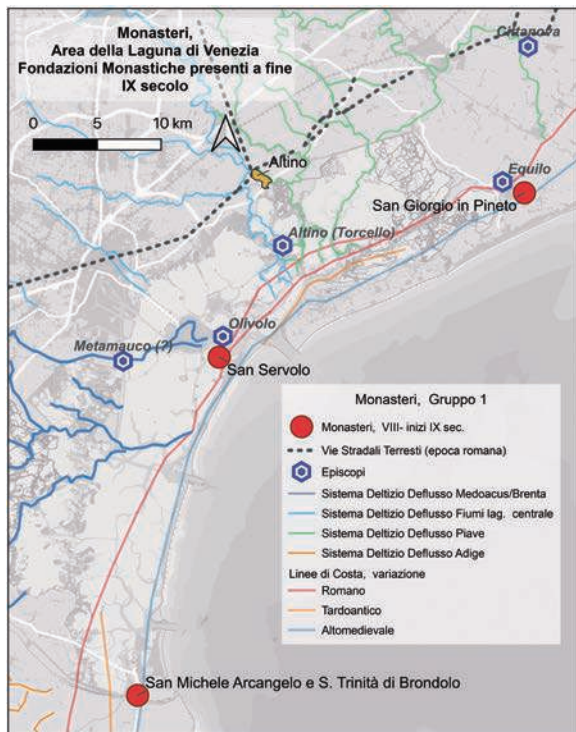 Monasteri,
Area della Laguna di Venezia
Fondazioni Monastiche presenti a fine
IX secolo
0 5 10 km
Cittanova
Altino
Equilo
San Giorgio in Pineto
Altino (Torcello)
Olivolo
Metamauco (?)
San Servolo
Monasteri, Gruppo 1
Monasteri, VIII- inizi IX sec.
Vie Stradali Terresti (epoca romana)
Episcopi
Sistema Deltizio Deflusso Medoacus/Brenta
Sistema Deltizio Deflusso Fiumi lag. centrale
Sistema Deltizio Deflusso Piave
Sistema Deltizio Deflusso Adige
Linee di Costa, variazione
Romano
Tardoantico
Altomedievale
San Michele Arcangelo e S. Trinità di Brondolo